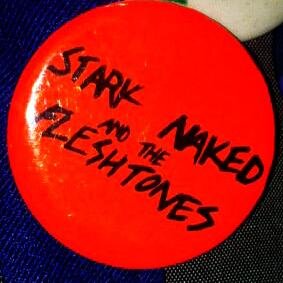 STARK NAKED
AND THE
FLESHTONES